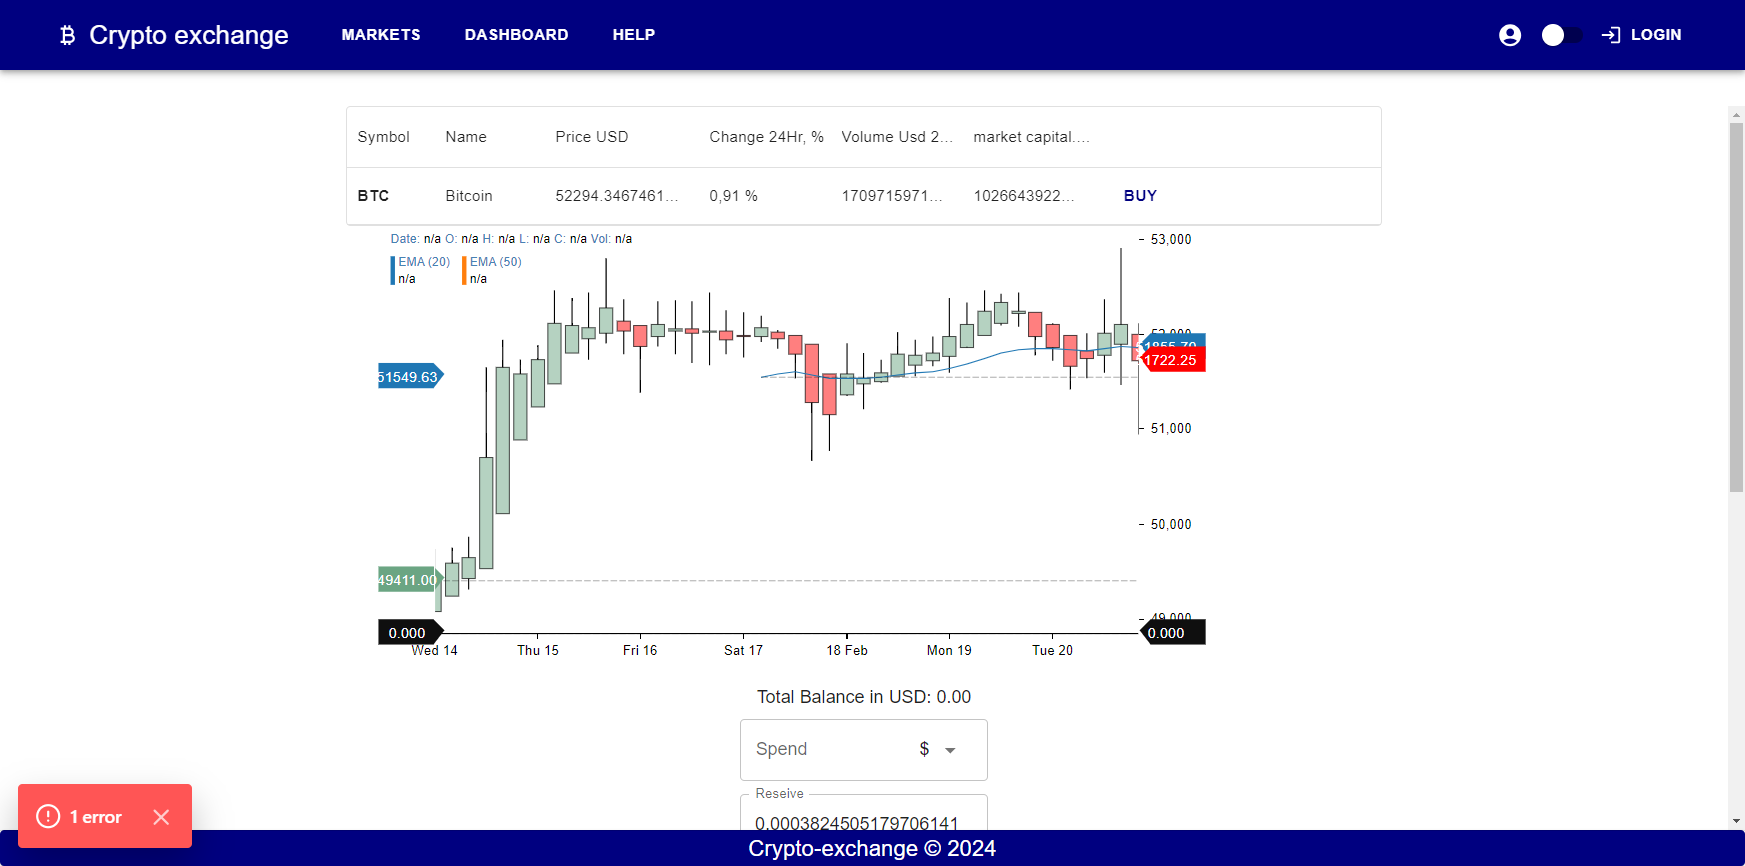 Crypto exchange MARKETS DASHBOARD HELP LOGIN
Symbol Name Price USD Change 24Hr, % Volume Usd 2... market capital....
BTC Bitcoin 52294.3467461... 0,91 % 1709715971... 1026643922... BUY
Date: n/a O: n/a H: n/a L: n/a C: n/a Vol: n/a
EMA (20) EMA (50)
n/a n/a
53,000
52,000
1855.70
1722.25
51549.63
51,000
50,000
49411.00
49,000
0.000 0.000
Wed 14 Thu 15 Fri 16 Sat 17 18 Feb Mon 19 Tue 20
Total Balance in USD: 0.00
Spend $
Reseive
0.0003824505179706141
1 error
Crypto-exchange © 2024